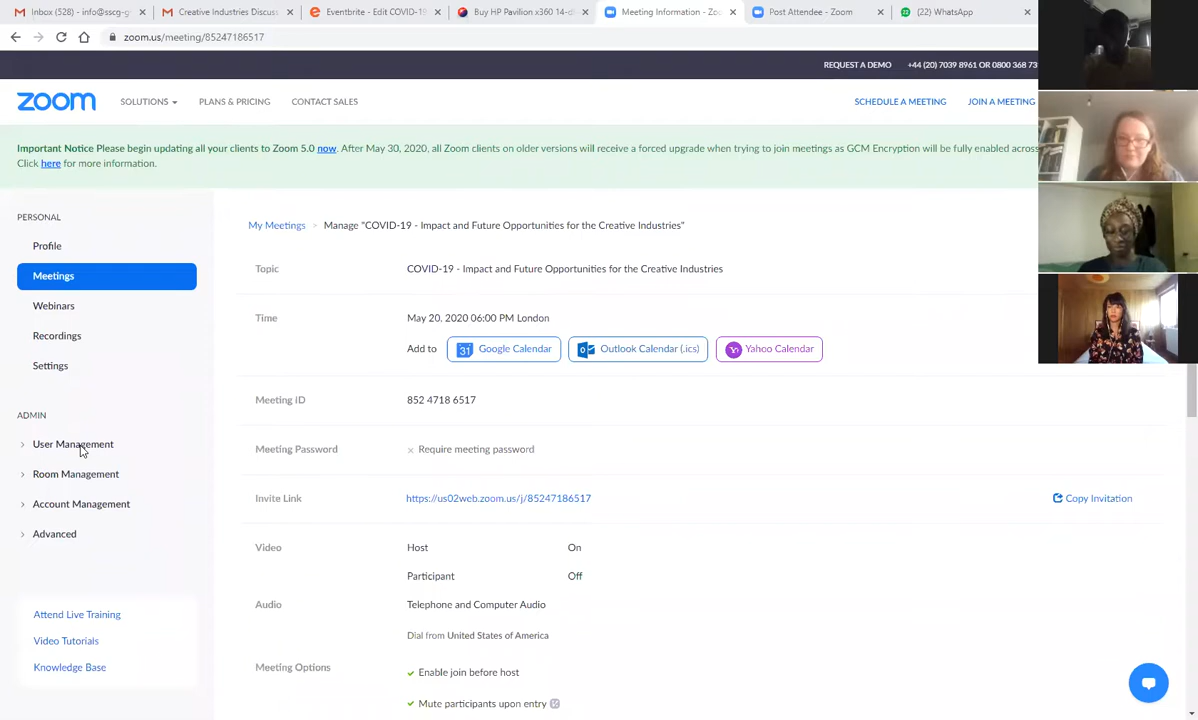 Inbox (528) - info@sscg-g
Creative Industries Discuss
Eventbrite - Edit COVID-19
Buy HP Pavilion x360 14-d
Meeting Information - Zoo
Post Attendee - Zoom
(22) WhatsApp
zoom.us/meeting/85247186517
REQUEST A DEMO
+44 (20) 7039 8961 OR 0800 368 73
zoom
SOLUTIONS
PLANS & PRICING
CONTACT SALES
SCHEDULE A MEETING
JOIN A MEETING
Important Notice Please begin updating all your clients to Zoom 5.0 now. After May 30, 2020, all Zoom clients on older versions will receive a forced upgrade when trying to join meetings as GCM Encryption will be fully enabled across
Click here for more information.
PERSONAL
Profile
Meetings
Webinars
Recordings
Settings
ADMIN
User Management
Room Management
Account Management
Advanced
Attend Live Training
Video Tutorials
Knowledge Base
My Meetings > Manage "COVID-19 - Impact and Future Opportunities for the Creative Industries"
Topic COVID-19 - Impact and Future Opportunities for the Creative Industries
Time May 20, 2020 06:00 PM London
Add to 31 Google Calendar Outlook Calendar (.ics) Yahoo Calendar
Meeting ID 852 4718 6517
Meeting Password × Require meeting password
Invite Link https://us02web.zoom.us/j/85247186517 Copy Invitation
Video Host On
Participant Off
Audio Telephone and Computer Audio
Dial from United States of America
Meeting Options ✓ Enable join before host
✓ Mute participants upon entry